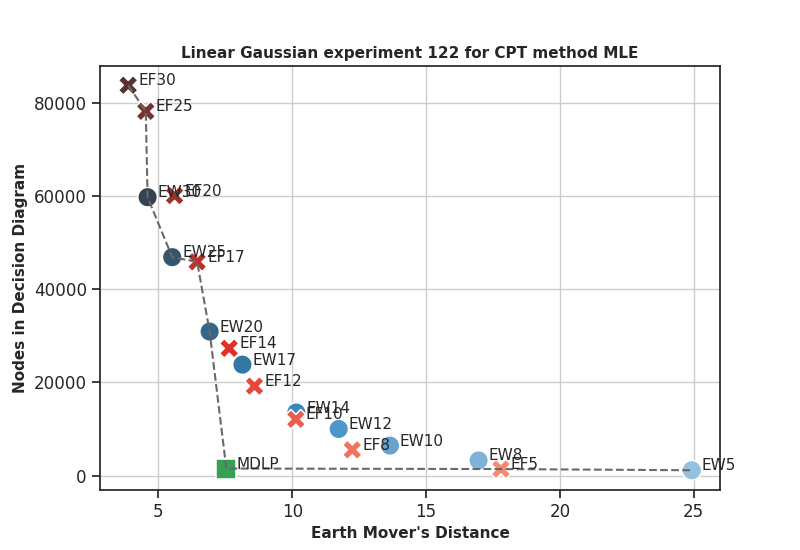 Linear Gaussian experiment 122 for CPT method MLE
Nodes in Decision Diagram
80000
60000
40000
20000
0
EF30
EF25
EW30
EF20
EW25
EF17
EW20
EF14
EW17
EF12
EW14
EF10
EW12
EF8
EW10
EW8
EF5
MDLP
EW5
5
10
15
20
25
Earth Mover's Distance